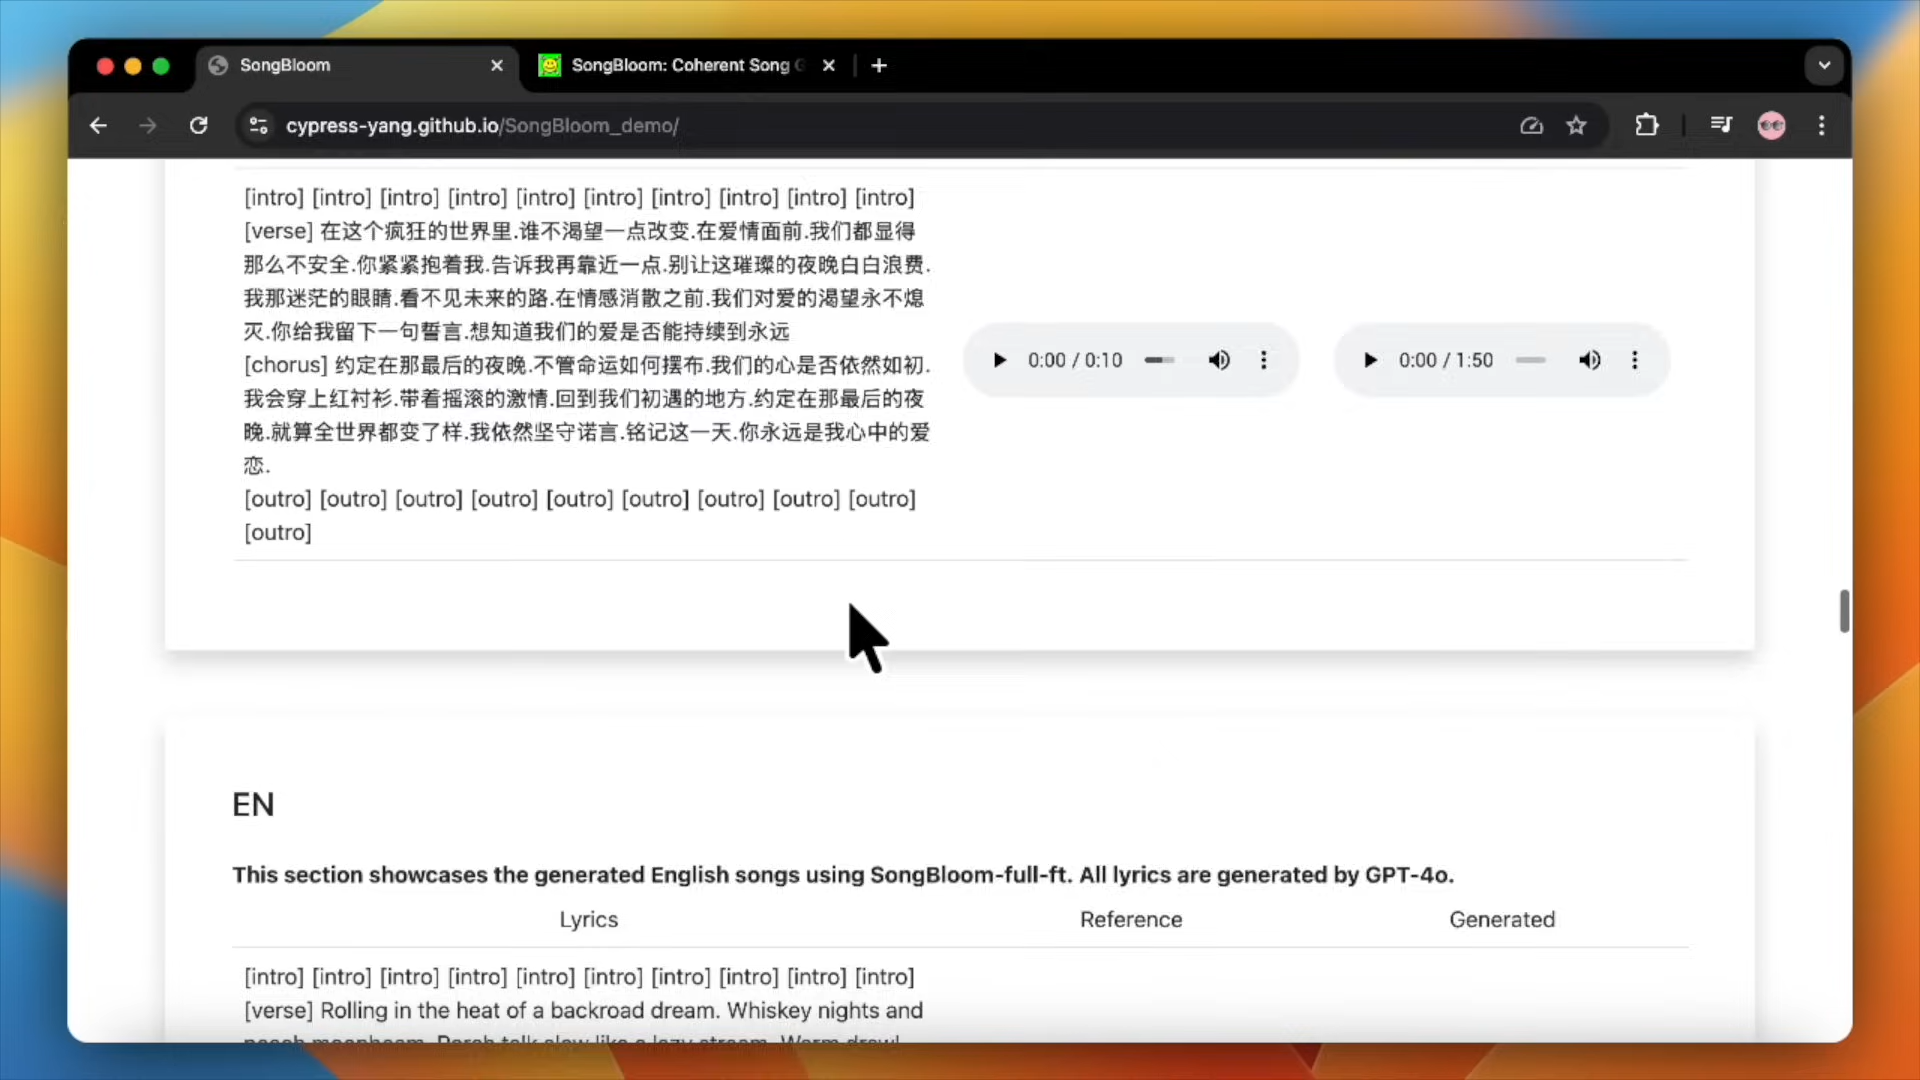 SongBloom
SongBloom: Coherent Song
cypress-yang.github.io/SongBloom_demo/
[intro] [intro] [intro] [intro] [intro] [intro] [intro] [intro] [intro] [intro]
[verse] 在这个疯狂的世界里.谁不渴望一点改变.在爱情面前.我们都显得
那么不安全.你紧紧抱着我.告诉我再靠近一点.别让这璀璨的夜晚白白浪费.
我那迷茫的眼睛.看不见未来的路.在情感消散之前.我们对爱的渴望永不熄
灭.你给我留下一句誓言.想知道我们的爱是否能持续到永远
[chorus] 约定在那最后的夜晚.不管命运如何摆布.我们的心是否依然如初.
我会穿上红衬衫.带着摇滚的激情.回到我们初遇的地方.约定在那最后的夜
晚.就算全世界都变了样.我依然坚守诺言.铭记这一天.你永远是我心中的爱
恋.
[outro] [outro] [outro] [outro] [outro] [outro] [outro] [outro] [outro]
[outro]
0:00 / 0:10
0:00 / 1:50
EN
This section showcases the generated English songs using SongBloom-full-ft. All lyrics are generated by GPT-4o.
Lyrics
Reference
Generated
[intro] [intro] [intro] [intro] [intro] [intro] [intro] [intro] [intro] [intro]
[verse] Rolling in the heat of a backroad dream. Whiskey nights and